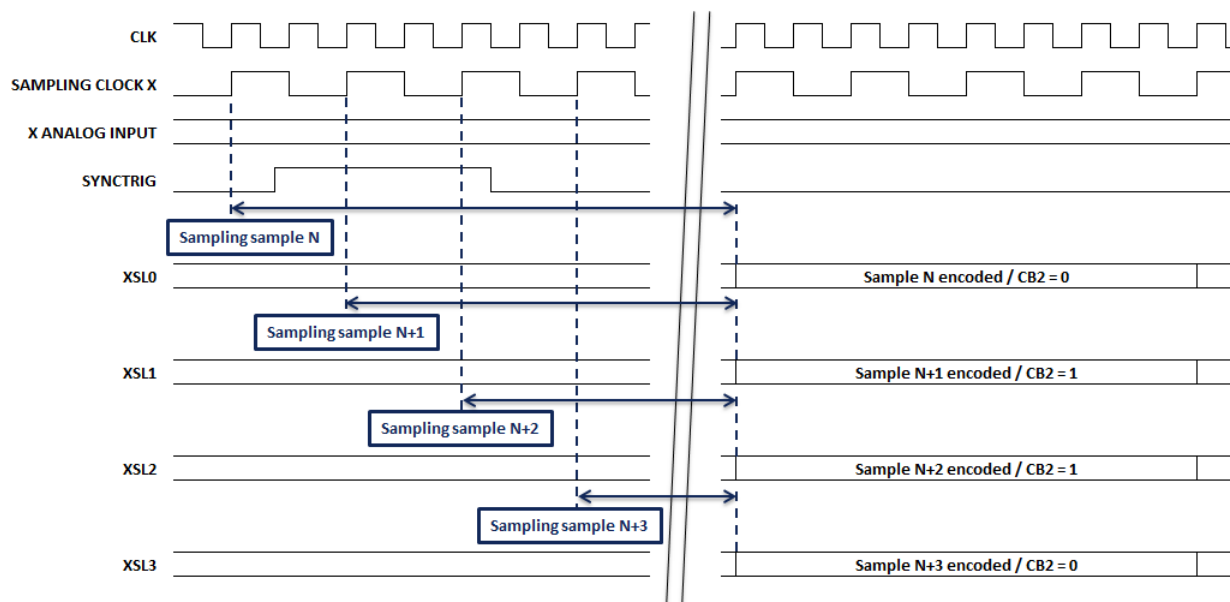 CLK
SAMPLING CLOCK X
X ANALOG INPUT
SYNCTRIG
Sampling sample N
XSL0
Sample N encoded / CB2 = 0
Sampling sample N+1
XSL1
Sample N+1 encoded / CB2 = 1
Sampling sample N+2
XSL2
Sample N+2 encoded / CB2 = 1
Sampling sample N+3
XSL3
Sample N+3 encoded / CB2 = 0